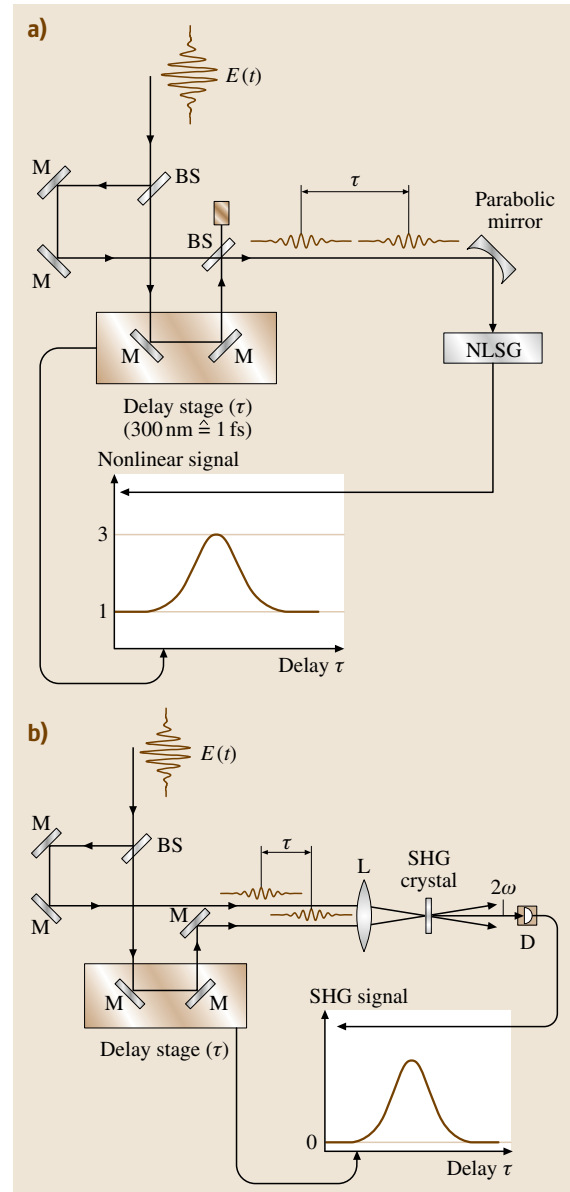 a)
E(t)
M
BS
τ
Parabolic
mirror
BS
M
M
M
NLSG
Delay stage (τ)
(300 nm ≙ 1 fs)
Nonlinear signal
3
1
Delay τ
b)
E(t)
M
BS
τ
L
SHG
crystal
2ω
M
M
D
M
M
SHG signal
Delay stage (τ)
0
Delay τ